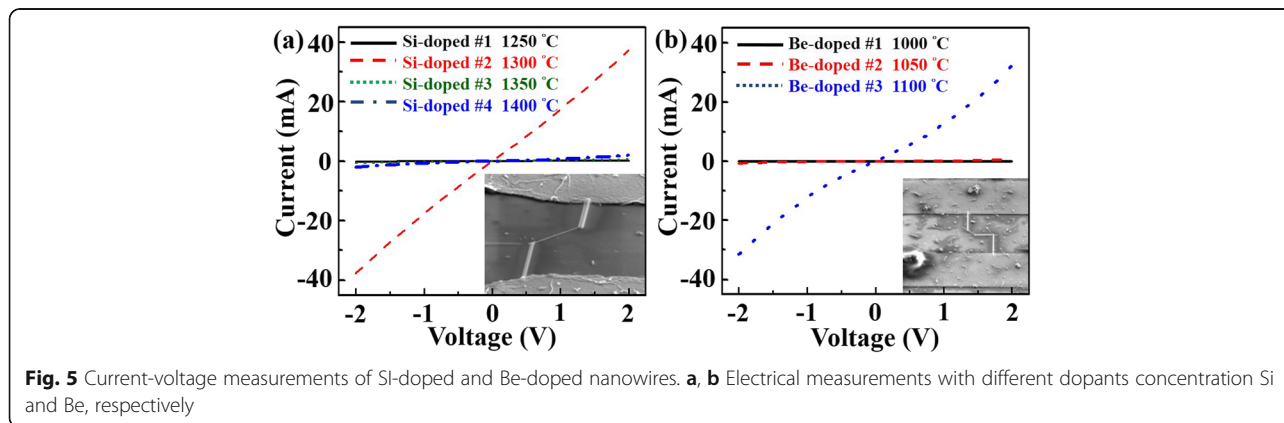 (a)
Si-doped #1 1250 °C
Si-doped #2 1300 °C
Si-doped #3 1350 °C
Si-doped #4 1400 °C
40
20
0
-20
-40
Current (mA)
-2 -1 0 1 2
Voltage (V)
(b)
Be-doped #1 1000 °C
Be-doped #2 1050 °C
Be-doped #3 1100 °C
40
20
0
-20
-40
Current (mA)
-2 -1 0 1 2
Voltage (V)
Fig. 5 Current-voltage measurements of SI-doped and Be-doped nanowires. a, b Electrical measurements with different dopants concentration Si
and Be, respectively